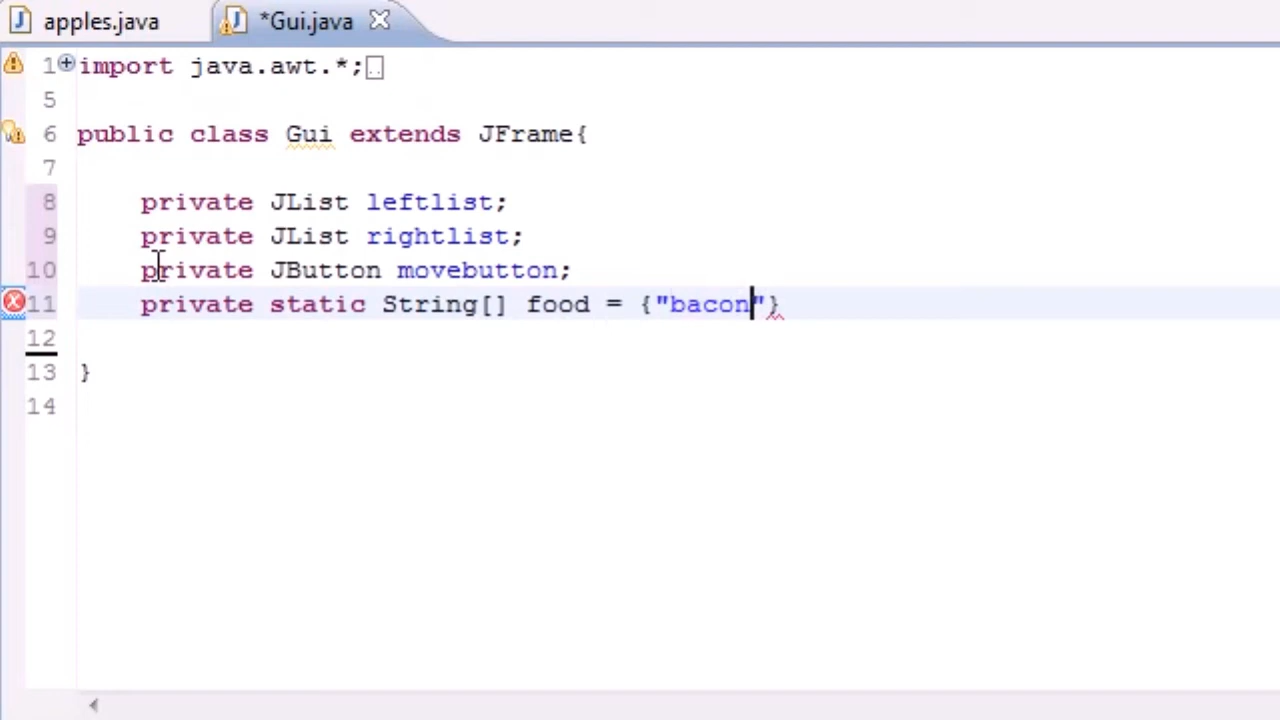 apples.java *Gui.java
1 import java.awt.*;
5
6 public class Gui extends JFrame{
7
8 private JList leftlist;
9 private JList rightlist;
10 private JButton movebutton;
11 private static String[] food = {"bacon"}
12
13 }
14